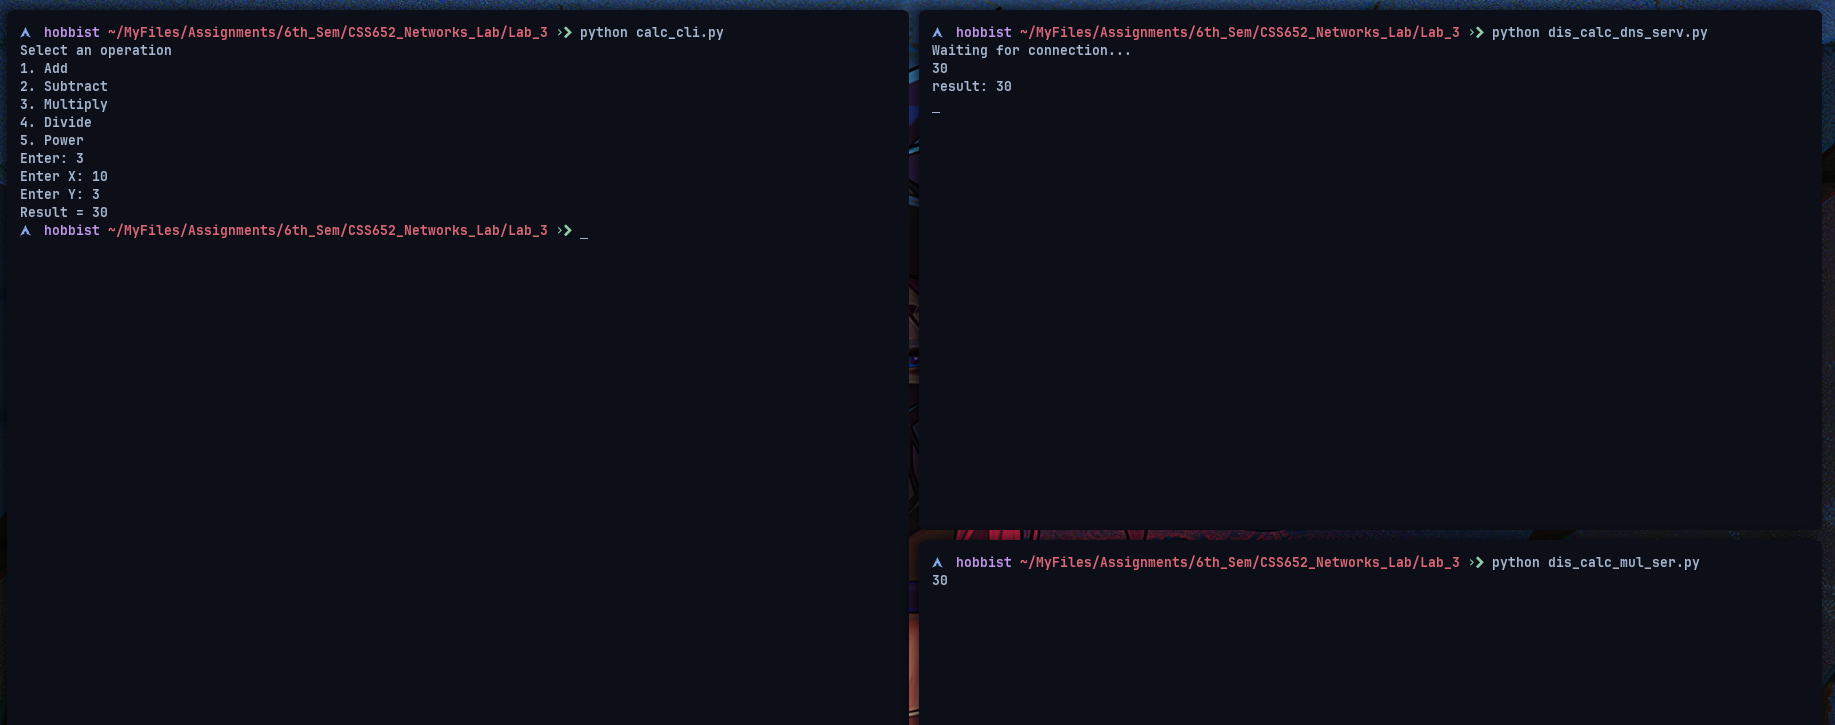 hobbist ~/MyFiles/Assignments/6th_Sem/CSS652_Networks_Lab/Lab_3 ›❯ python calc_cli.py
Select an operation
1. Add
2. Subtract
3. Multiply
4. Divide
5. Power
Enter: 3
Enter X: 10
Enter Y: 3
Result = 30
hobbist ~/MyFiles/Assignments/6th_Sem/CSS652_Networks_Lab/Lab_3 ›❯ _
hobbist ~/MyFiles/Assignments/6th_Sem/CSS652_Networks_Lab/Lab_3 ›❯ python dis_calc_dns_serv.py
Waiting for connection...
30
result: 30
_
hobbist ~/MyFiles/Assignments/6th_Sem/CSS652_Networks_Lab/Lab_3 ›❯ python dis_calc_mul_ser.py
30